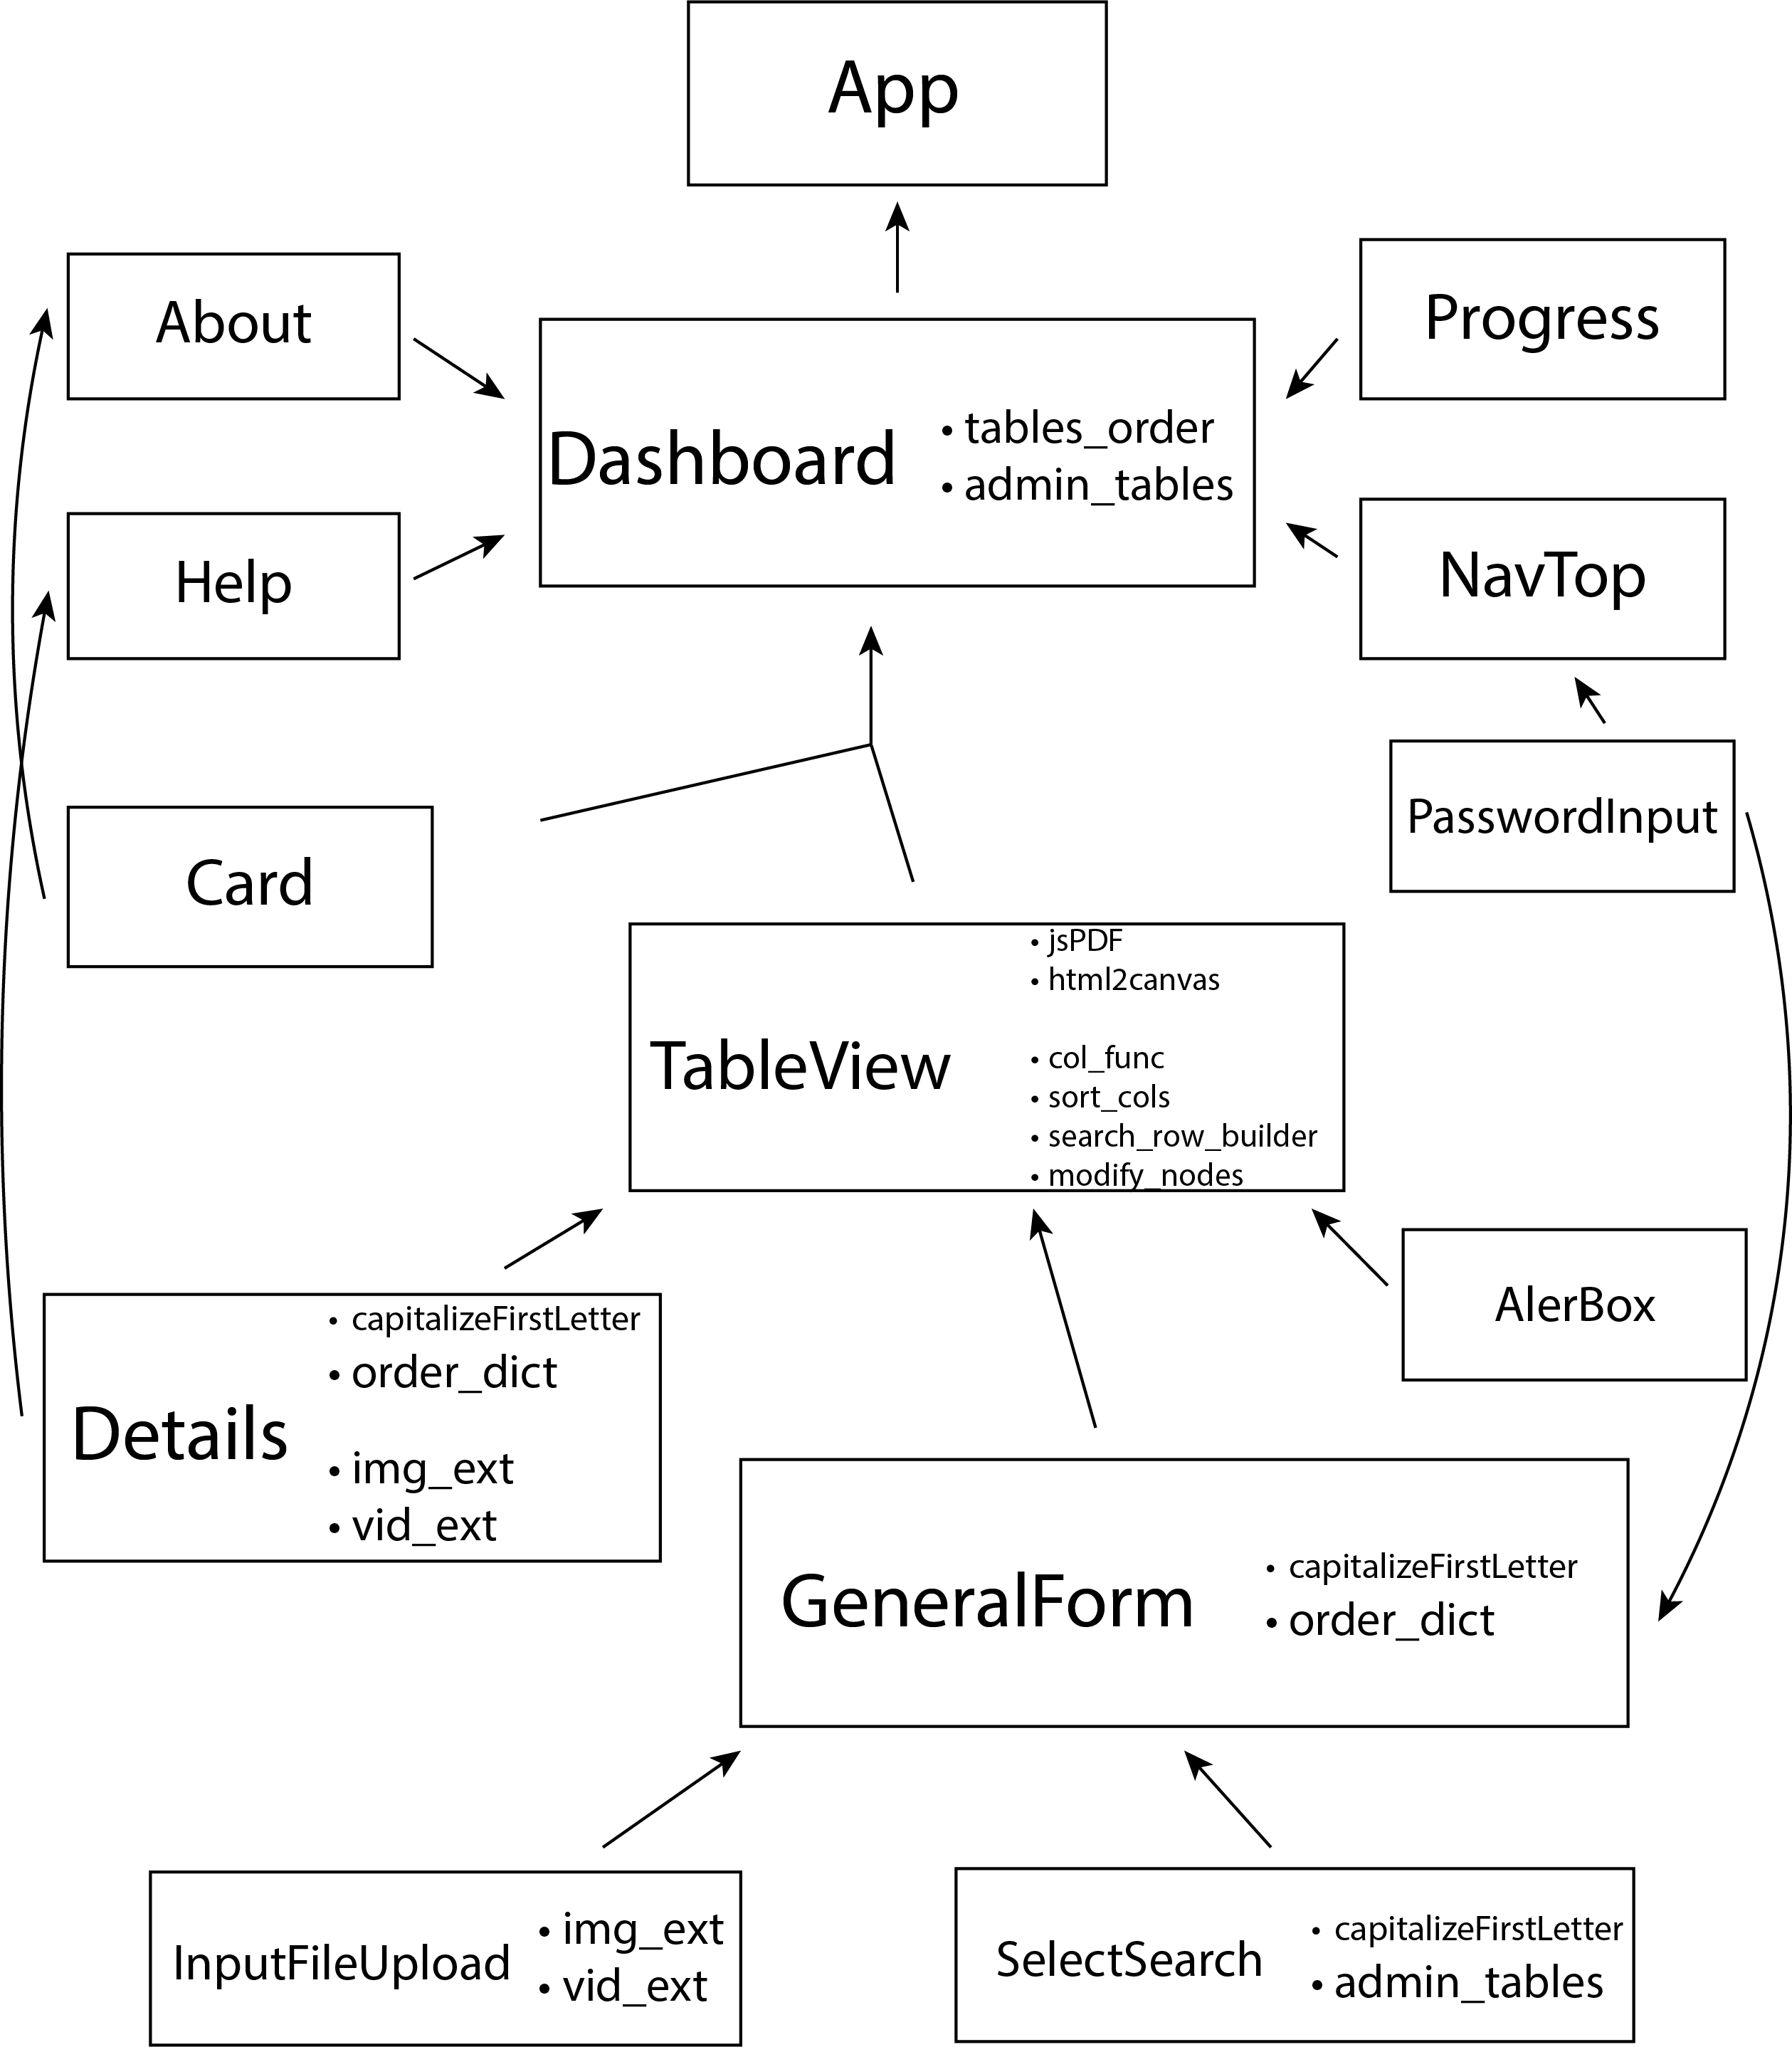 App
About
Progress
Dashboard
• tables_order
• admin_tables
Help
NavTop
PasswordInput
Card
TableView
• jsPDF
• html2canvas
• col_func
• sort_cols
• search_row_builder
• modify_nodes
AlerBox
Details
• capitalizeFirstLetter
• order_dict
• img_ext
• vid_ext
GeneralForm
• capitalizeFirstLetter
• order_dict
InputFileUpload
• img_ext
• vid_ext
SelectSearch
• capitalizeFirstLetter
• admin_tables